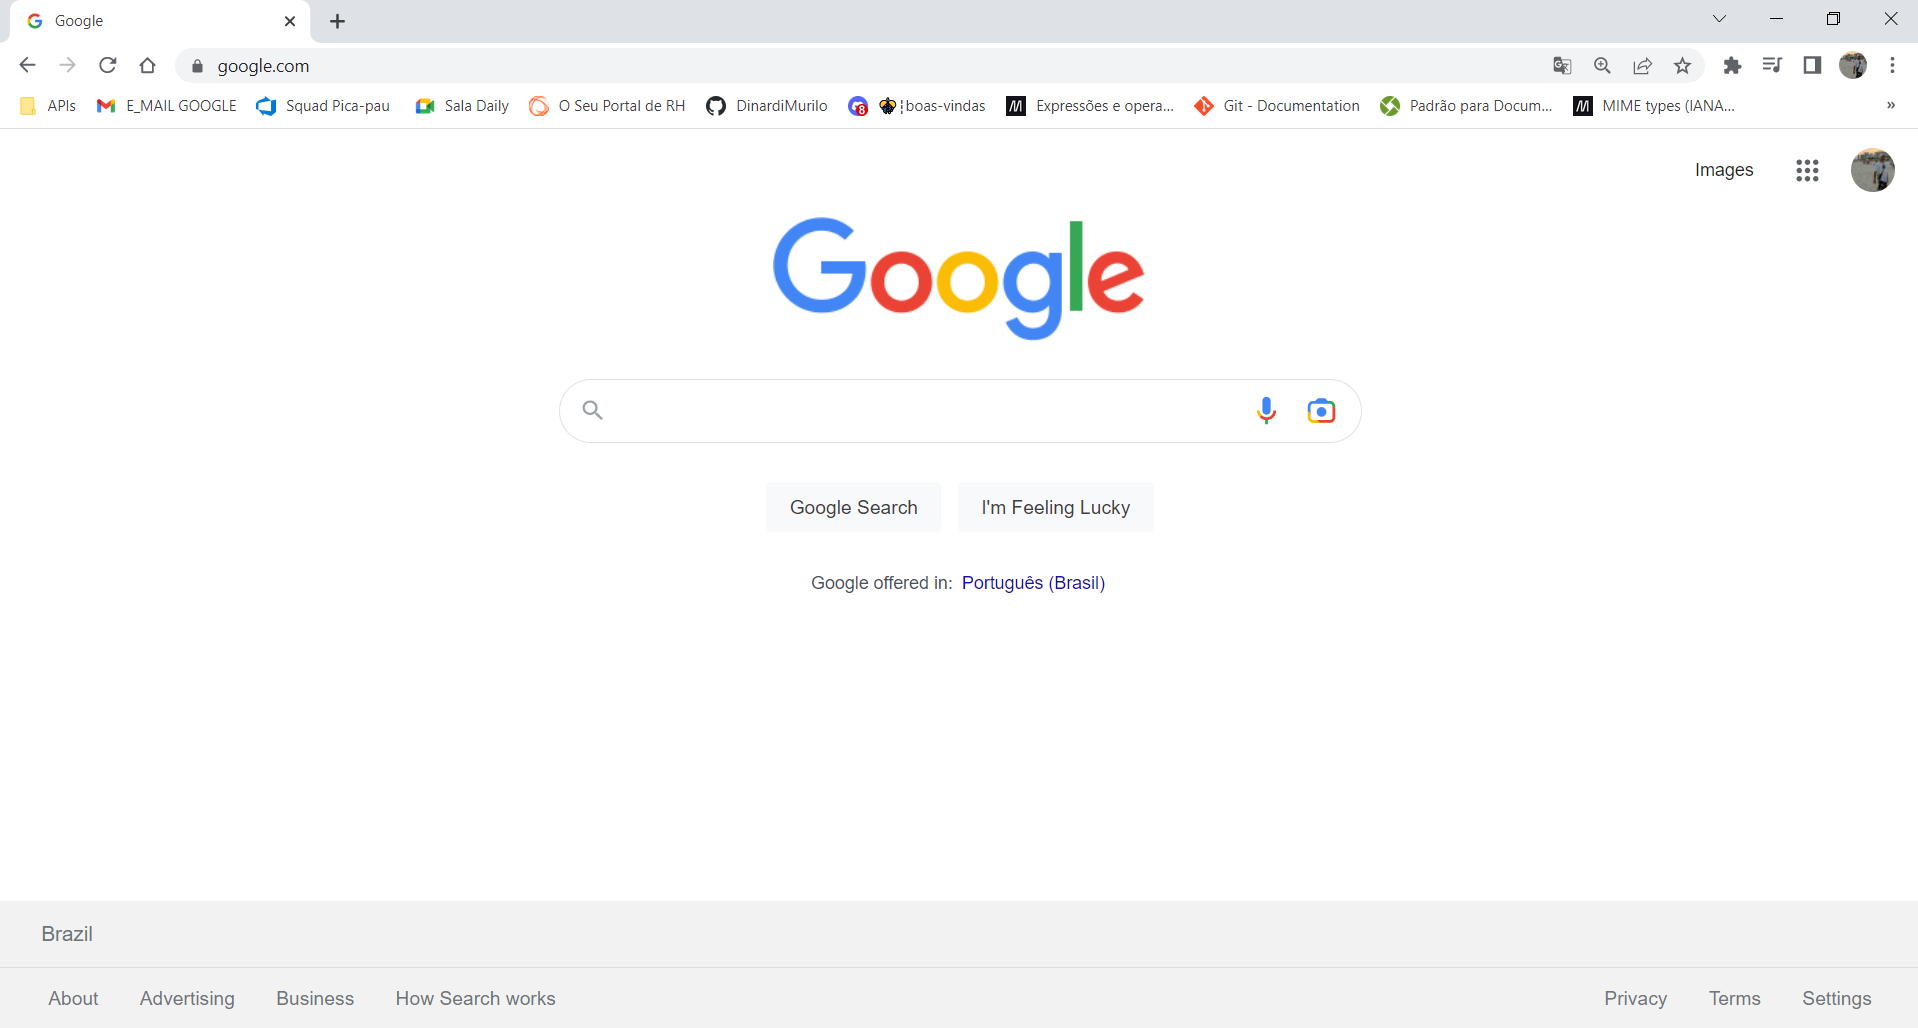 Google
google.com
APIs E_MAIL GOOGLE Squad Pica-pau Sala Daily O Seu Portal de RH DinardiMurilo 8 ¦boas-vindas Expressões e opera... Git - Documentation Padrão para Docum... MIME types (IANA... »
Images
Google
Google Search I'm Feeling Lucky
Google offered in: Português (Brasil)
Brazil
About Advertising Business How Search works Privacy Terms Settings